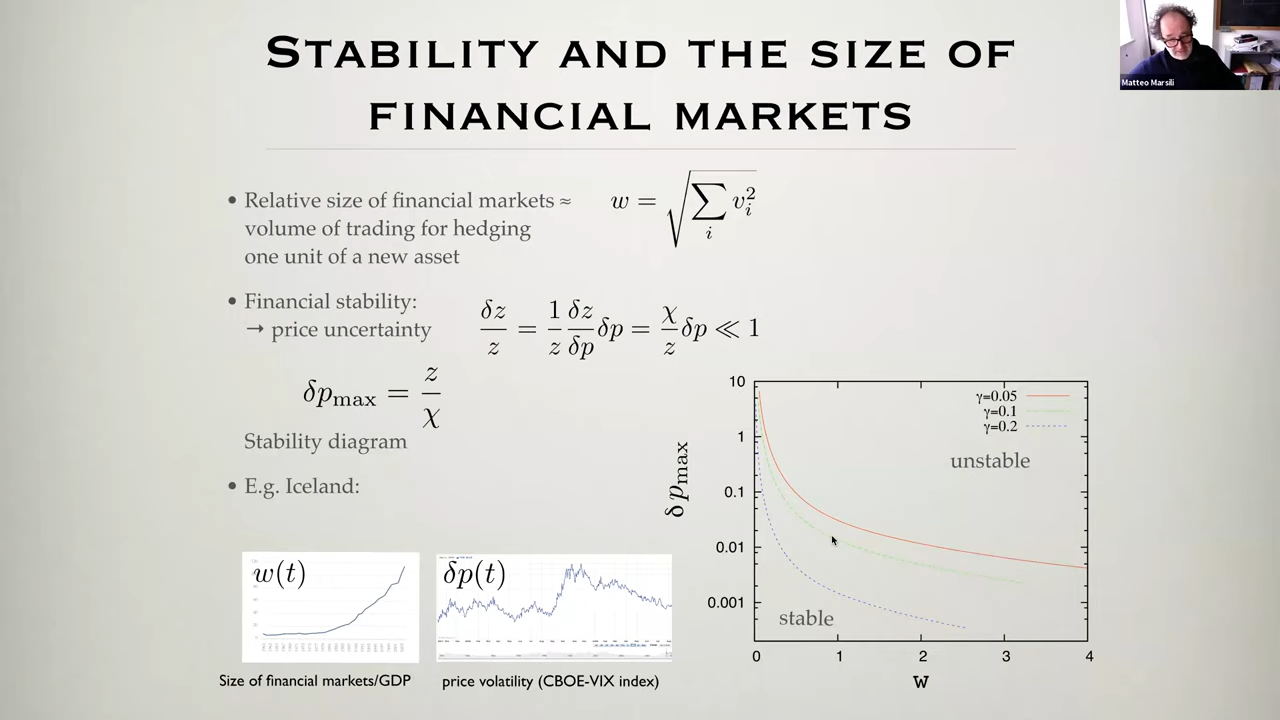 STABILITY AND THE SIZE OF
FINANCIAL MARKETS
Matteo Marsili
• Relative size of financial markets ≈
volume of trading for hedging
one unit of a new asset
w = √∑_i v_i^2
• Financial stability:
→ price uncertainty
δz/z = 1/z δz/δp δp = χ/z δp ≪ 1
δp_max = z/χ
Stability diagram
• E.g. Iceland:
w(t)
Size of financial markets/GDP
δp(t)
price volatility (CBOE-VIX index)
10
1
0.1
0.01
0.001
δp_max
γ=0.05
γ=0.1
γ=0.2
unstable
stable
0 1 2 3 4
w